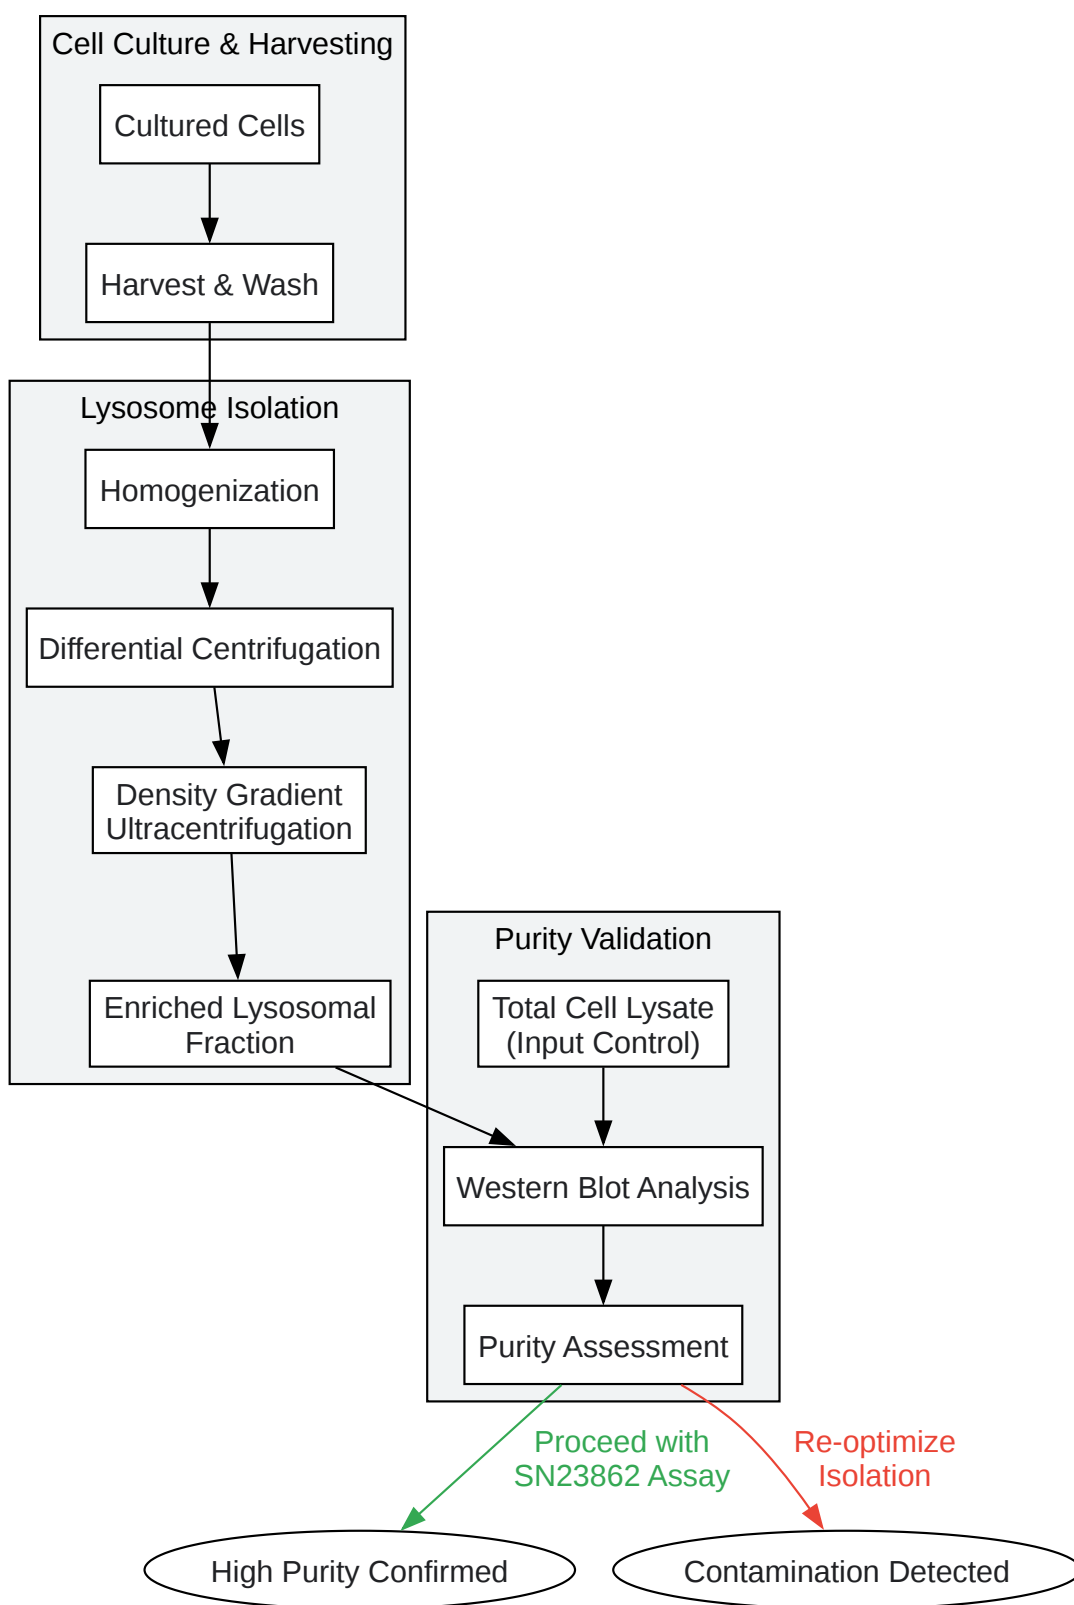 Cell Culture & Harvesting
Cultured Cells
Harvest & Wash
Lysosome Isolation
Homogenization
Differential Centrifugation
Density Gradient
Ultracentrifugation
Enriched Lysosomal
Fraction
Purity Validation
Total Cell Lysate
(Input Control)
Western Blot Analysis
Purity Assessment
Proceed with
SN23862 Assay
Re-optimize
Isolation
High Purity Confirmed
Contamination Detected